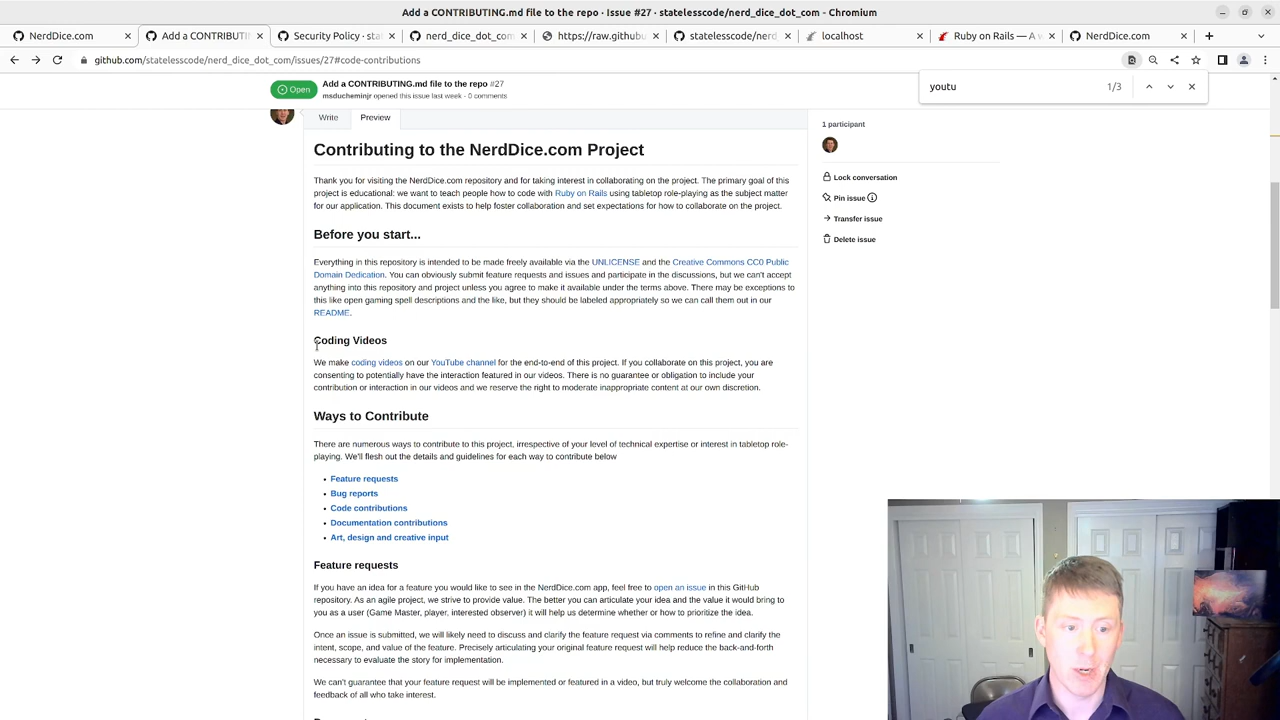 Add a CONTRIBUTING.md file to the repo · Issue #27 · statelesscode/nerd_dice_dot_com - Chromium
NerdDice.com
Add a CONTRIBUTIN
Security Policy · stat
nerd_dice_dot_com
https://raw.githubu
statelesscode/nerd
localhost
Ruby on Rails — A w
NerdDice.com
github.com/statelesscode/nerd_dice_dot_com/issues/27#code-contributions
youtu
1/3
Open
Add a CONTRIBUTING.md file to the repo #27
msducheminjr opened this issue last week · 0 comments
Write
Preview
1 participant
Lock conversation
Pin issue
Transfer issue
Delete issue
Contributing to the NerdDice.com Project
Thank you for visiting the NerdDice.com repository and for taking interest in collaborating on the project. The primary goal of this
project is educational: we want to teach people how to code with Ruby on Rails using tabletop role-playing as the subject matter
for our application. This document exists to help foster collaboration and set expectations for how to collaborate on the project.
Before you start...
Everything in this repository is intended to be made freely available via the UNLICENSE and the Creative Commons CC0 Public
Domain Dedication. You can obviously submit feature requests and issues and participate in the discussions, but we can't accept
anything into this repository and project unless you agree to make it available under the terms above. There may be exceptions to
this like open gaming spell descriptions and the like, but they should be labeled appropriately so we can call them out in our
README.
Coding Videos
We make coding videos on our YouTube channel for the end-to-end of this project. If you collaborate on this project, you are
consenting to potentially have the interaction featured in our videos. There is no guarantee or obligation to include your
contribution or interaction in our videos and we reserve the right to moderate inappropriate content at our own discretion.
Ways to Contribute
There are numerous ways to contribute to this project, irrespective of your level of technical expertise or interest in tabletop role-
playing. We'll flesh out the details and guidelines for each way to contribute below
• Feature requests
• Bug reports
• Code contributions
• Documentation contributions
• Art, design and creative input
Feature requests
If you have an idea for a feature you would like to see in the NerdDice.com app, feel free to open an issue in this GitHub
repository. As an agile project, we strive to provide value. The better you can articulate your idea and the value it would bring to
you as a user (Game Master, player, interested observer) it will help us determine whether or how to prioritize the idea.
Once an issue is submitted, we will likely need to discuss and clarify the feature request via comments to refine and clarify the
intent, scope, and value of the feature. Precisely articulating your original feature request will help reduce the back-and-forth
necessary to evaluate the story for implementation.
We can't guarantee that your feature request will be implemented or featured in a video, but truly welcome the collaboration and
feedback of all who take interest.